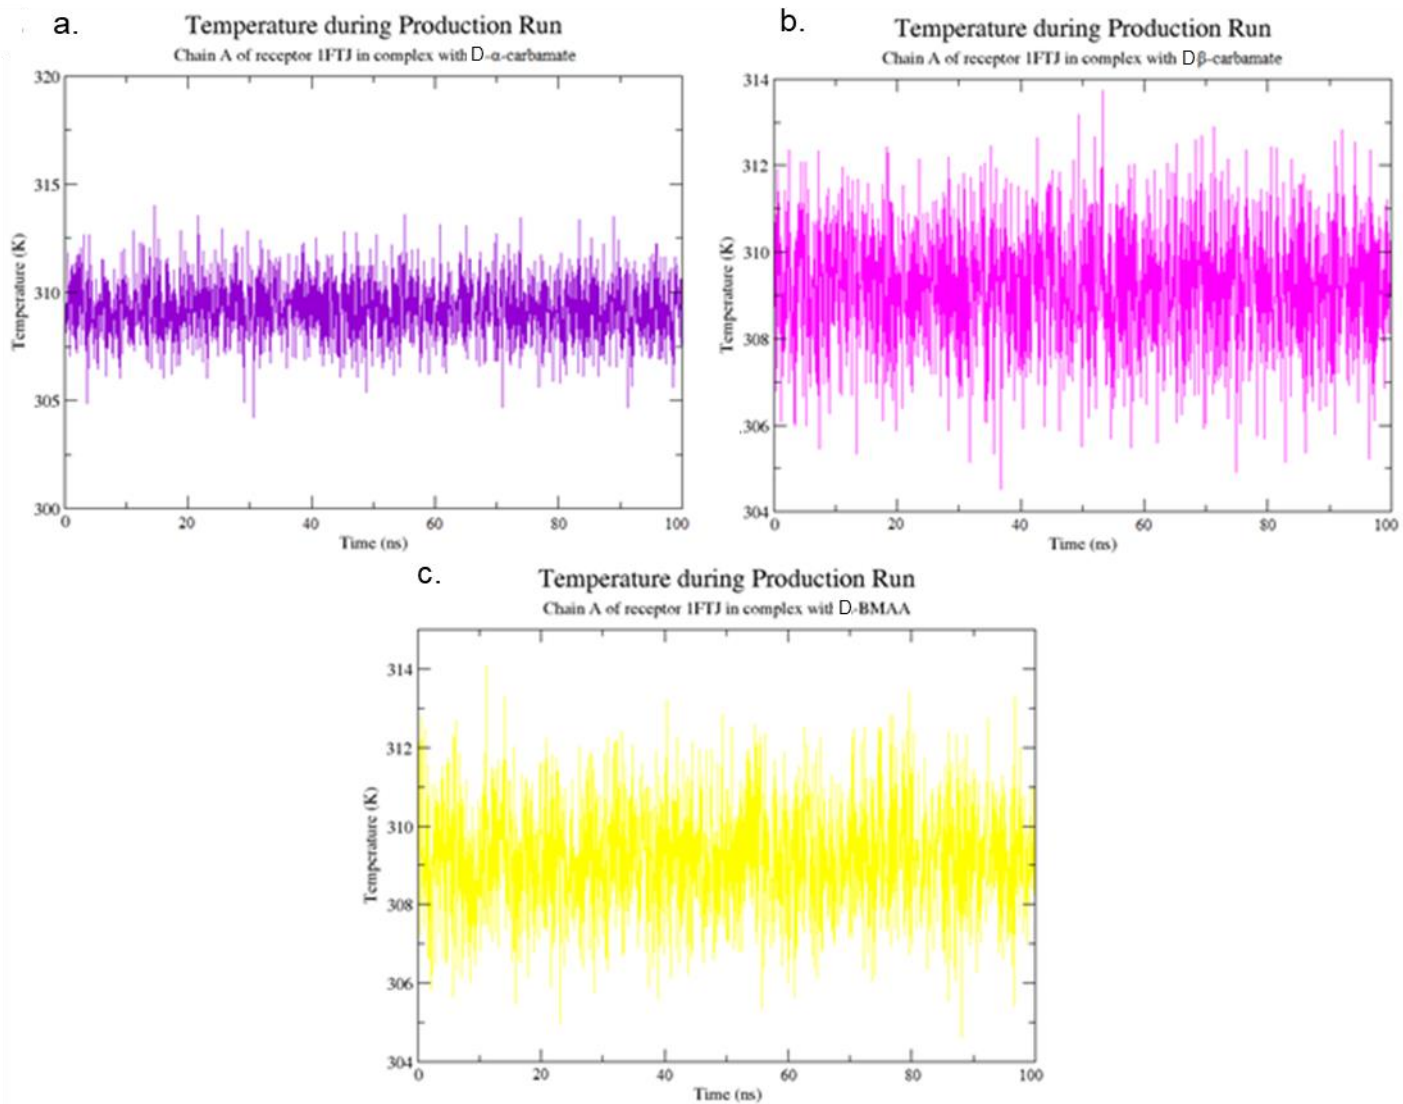 a.
Temperature during Production Run
Chain A of receptor 1FTJ in complex with D-α-carbamate
320
315
310
305
300
Temperature (K)
0 20 40 60 80 100
Time (ns)
b.
Temperature during Production Run
Chain A of receptor 1FTJ in complex with Dβ-carbamate
314
312
310
308
.306
304
Temperature (K)
0 20 40 60 80 100
Time (ns)
c.
Temperature during Production Run
Chain A of receptor 1FTJ in complex with D.-BMAA
314
312
310
308
306
304
Temperature (K)
0 20 40 60 80 100
Time (ns)